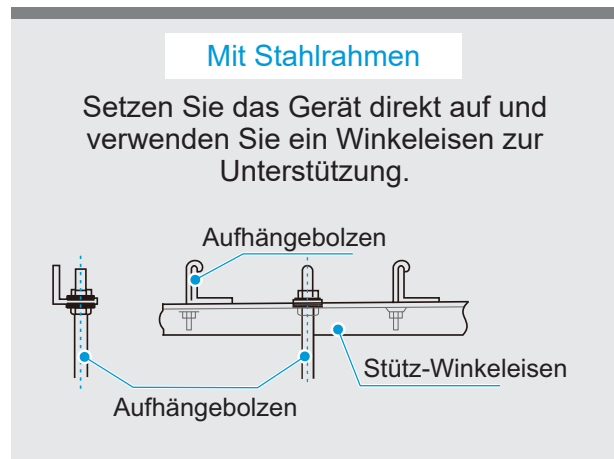 Mit Stahlrahmen
Setzen Sie das Gerät direkt auf und
verwenden Sie ein Winkeleisen zur
Unterstützung.
Aufhängebolzen
Stütz-Winkeleisen
Aufhängebolzen